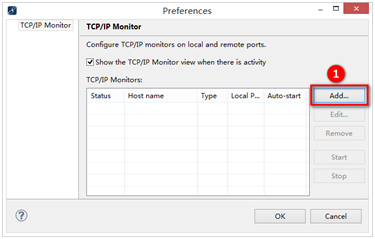 Preferences
TCP/IP Monitor
TCP/IP Monitor
Configure TCP/IP monitors on local and remote ports.
Show the TCP/IP Monitor view when there is activity
TCP/IP Monitors:
1
Status Host name Type Local P... Auto-start
Add...
Edit...
Remove
Start
Stop
?
OK Cancel